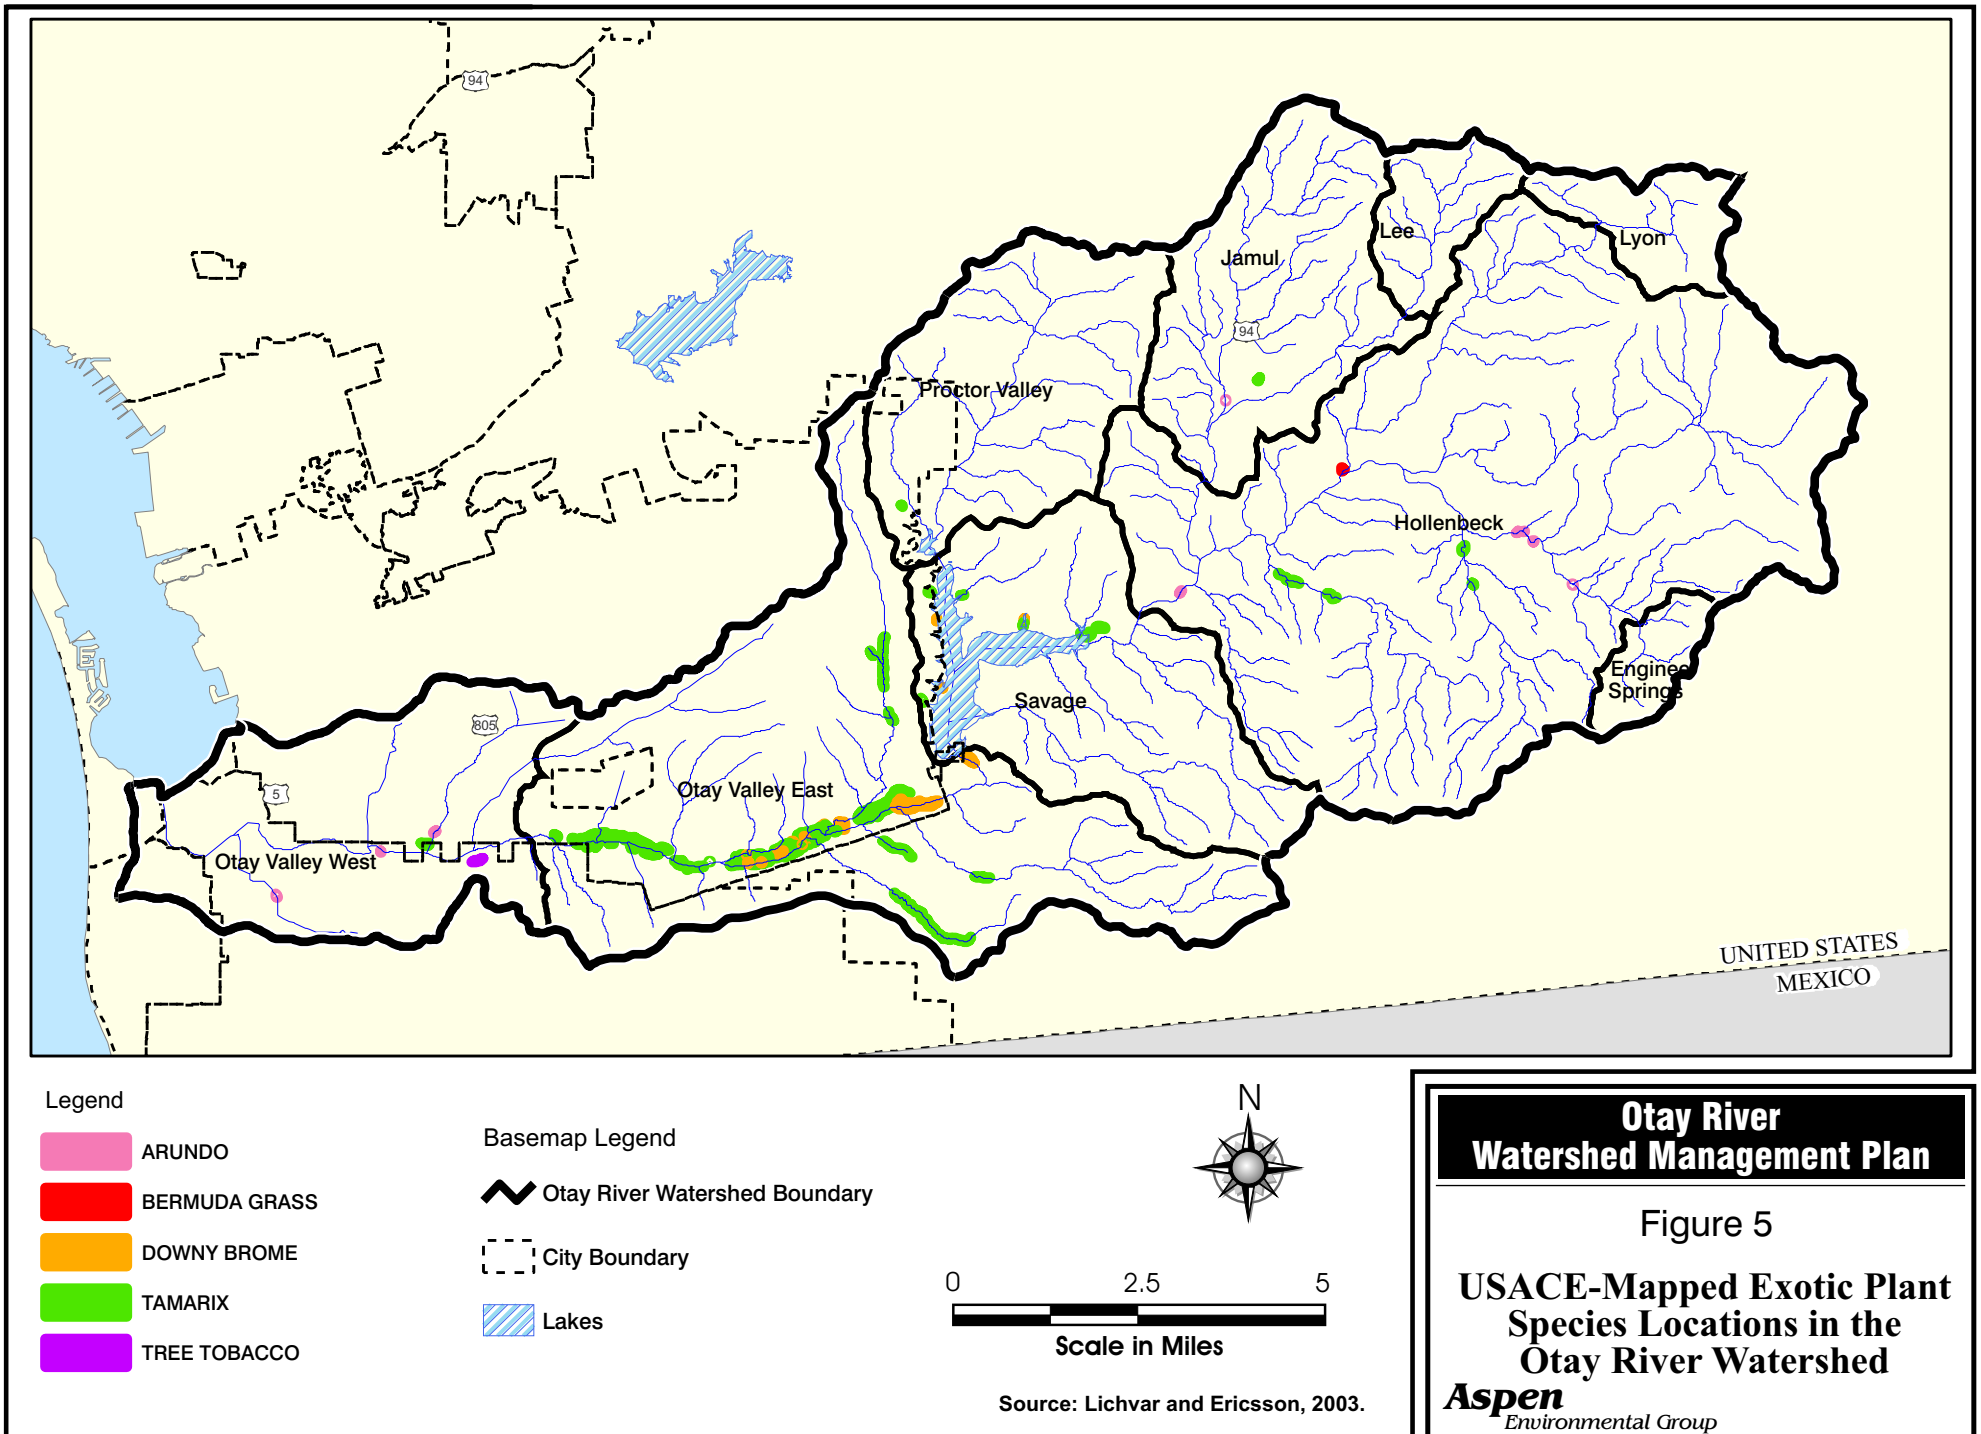 94
Lee
Lyon
Jamul
94
Proctor Valley
Hollenbeck
Engineer
Springs
Savage
805
Otay Valley East
5
Otay Valley West
UNITED STATES
MEXICO
Legend
ARUNDO
BERMUDA GRASS
DOWNY BROME
TAMARIX
TREE TOBACCO
Basemap Legend
Otay River Watershed Boundary
City Boundary
Lakes
N
0 2.5 5
Scale in Miles
Source: Lichvar and Ericsson, 2003.
Otay River
Watershed Management Plan
Figure 5
USACE-Mapped Exotic Plant
Species Locations in the
Otay River Watershed
Aspen
Environmental Group